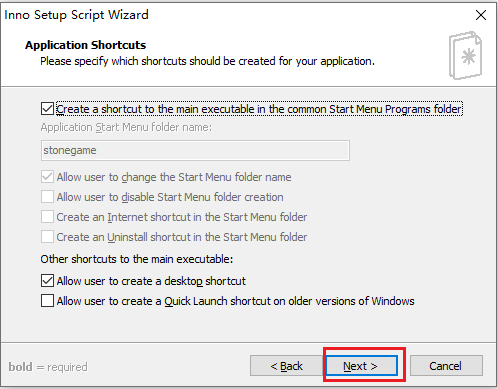 Inno Setup Script Wizard
Application Shortcuts
Please specify which shortcuts should be created for your application.
Create a shortcut to the main executable in the common Start Menu Programs folder
Application Start Menu folder name:
stonegame
Allow user to change the Start Menu folder name
Allow user to disable Start Menu folder creation
Create an Internet shortcut in the Start Menu folder
Create an Uninstall shortcut in the Start Menu folder
Other shortcuts to the main executable:
Allow user to create a desktop shortcut
Allow user to create a Quick Launch shortcut on older versions of Windows
bold = required
< Back
Next >
Cancel